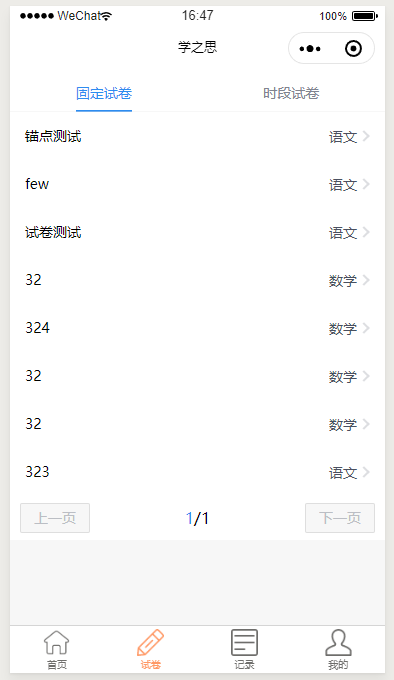 WeChat 16:47 100%
学之思
固定试卷 时段试卷
锚点测试 语文
few 语文
试卷测试 语文
32 数学
324 数学
32 数学
32 数学
323 语文
上一页 1/1 下一页
首页 试卷 记录 我的